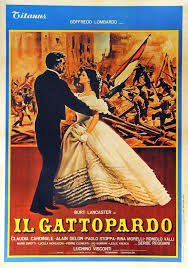 Titanus
GOFFREDO LOMBARDO
BURT LANCASTER in
IL GATTOPARDO
CLAUDIA CARDINALE · ALAIN DELON · PAOLO STOPPA · RINA MORELLI · ROMOLO VALLI
SERGE REGGIANI
LUCHINO VISCONTI